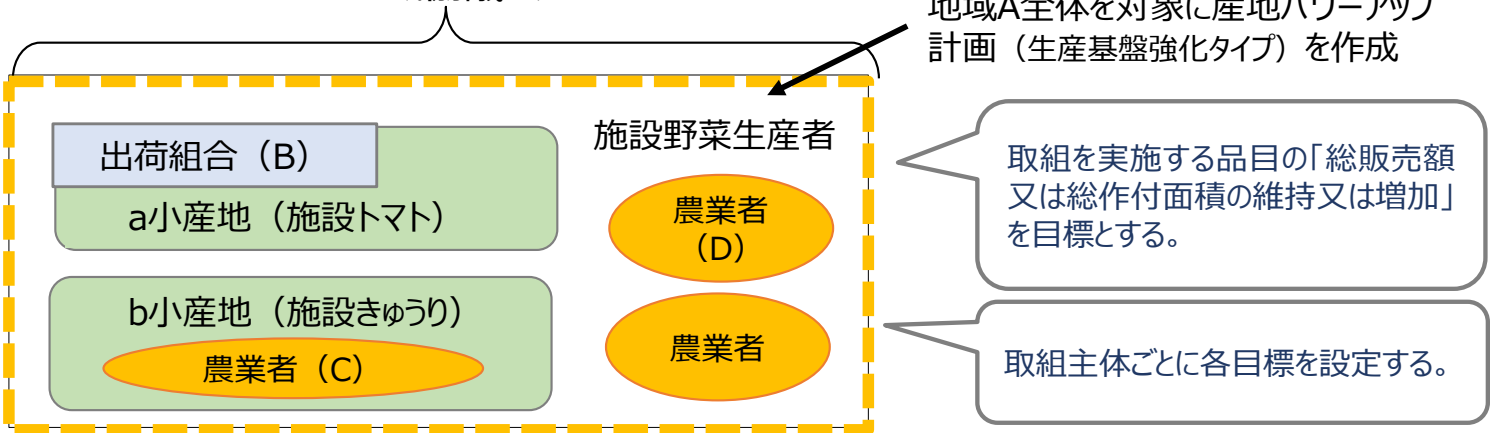 地域A全体を対象に産地パワーアップ
計画（生産基盤強化タイプ）を作成
出荷組合（B）
a小産地（施設トマト）
b小産地（施設きゅうり）
農業者（C）
施設野菜生産者
農業者
（D）
農業者
取組を実施する品目の「総販売額
又は総作付面積の維持又は増加」
を目標とする。
取組主体ごとに各目標を設定する。